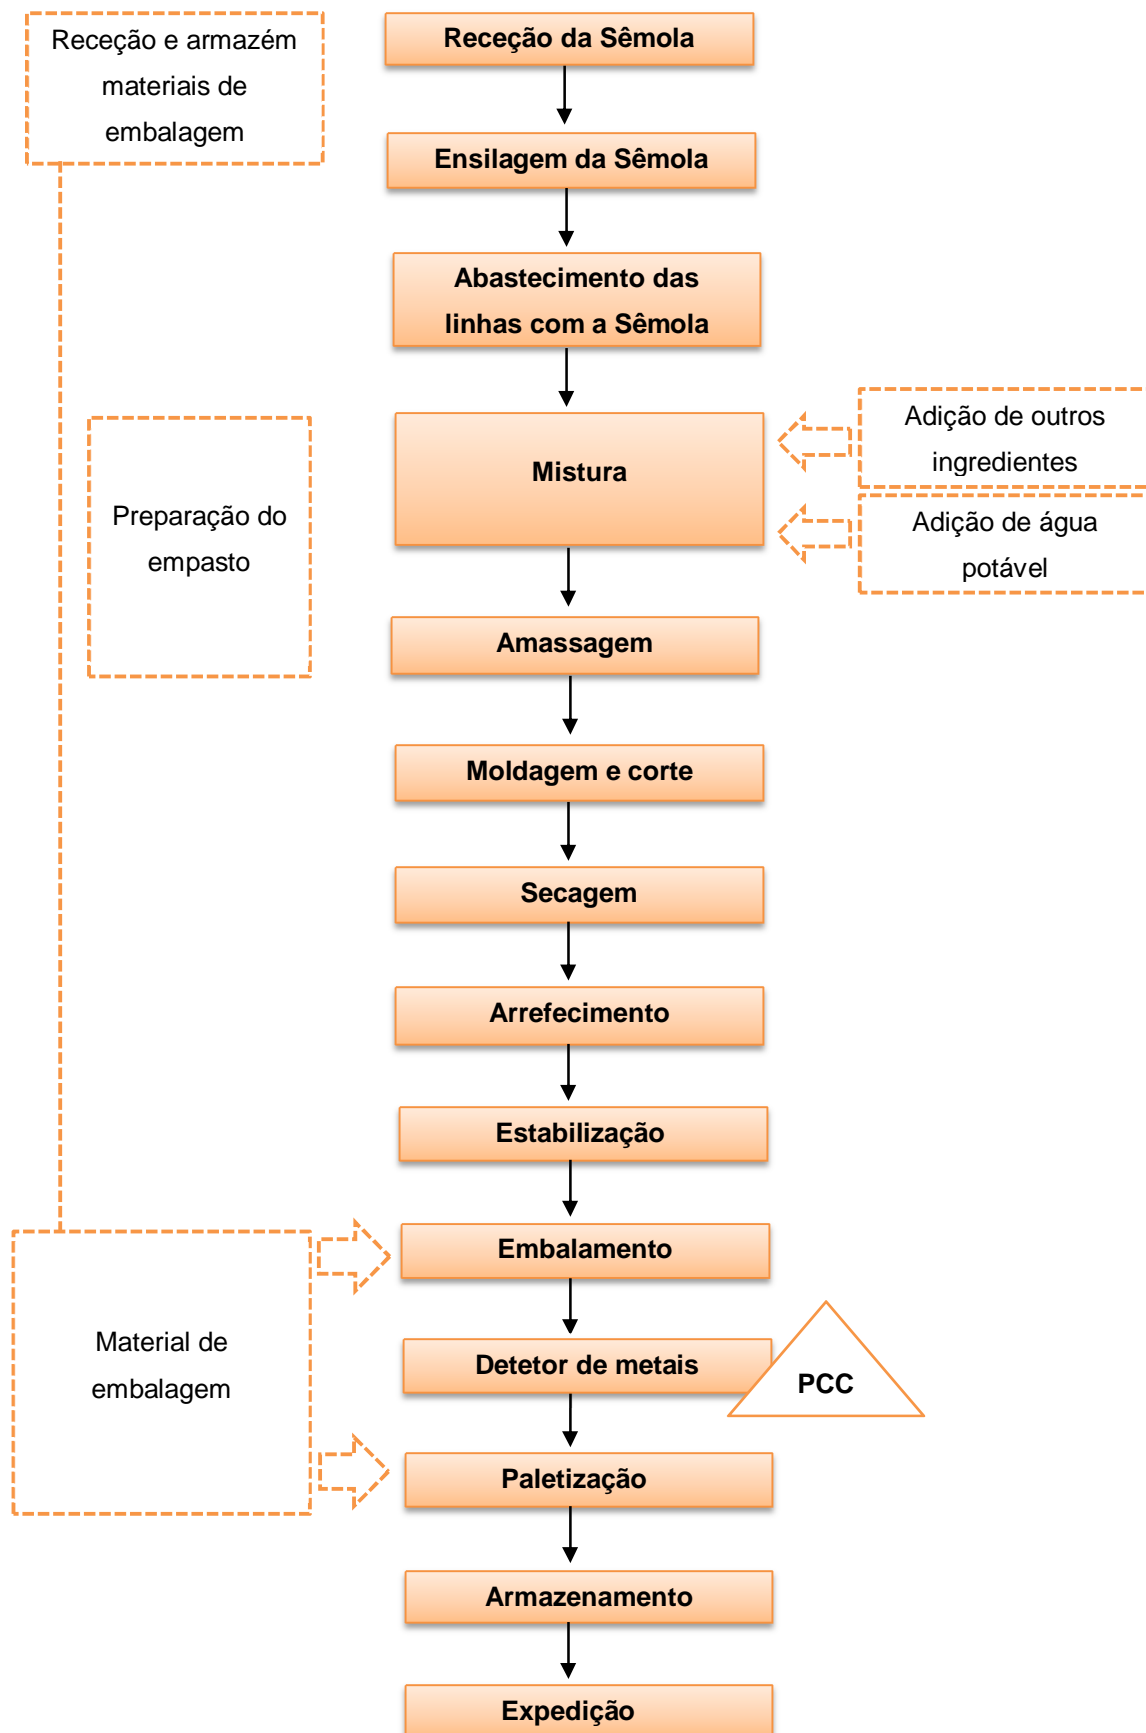 Receção e armazém
materiais de
embalagem
Receção da Sêmola
Ensilagem da Sêmola
Abastecimento das
linhas com a Sêmola
Mistura
Adição de outros
ingredientes
Adição de água
potável
Preparação do
empasto
Amassagem
Moldagem e corte
Secagem
Arrefecimento
Estabilização
Embalamento
Material de
embalagem
Detetor de metais
PCC
Paletização
Armazenamento
Expedição